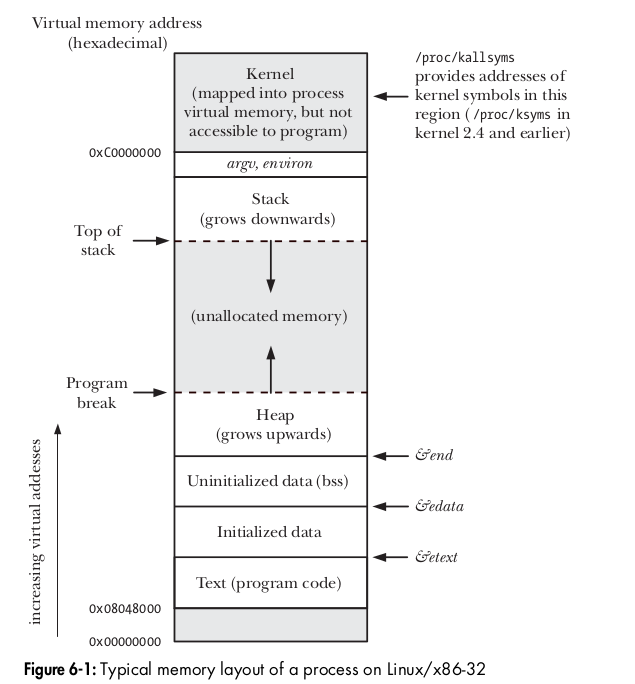 Virtual memory address
(hexadecimal)
/proc/kallsyms
provides addresses of
kernel symbols in this
region (/proc/ksyms in
kernel 2.4 and earlier)
Kernel
(mapped into process
virtual memory, but not
accessible to program)
0xC0000000
argv, environ
Stack
(grows downwards)
Top of
stack
(unallocated memory)
Program
break
Heap
(grows upwards)
&end
Uninitialized data (bss)
&edata
Initialized data
&etext
Text (program code)
0x08048000
0x00000000
increasing virtual addesses
Figure 6-1: Typical memory layout of a process on Linux/x86-32